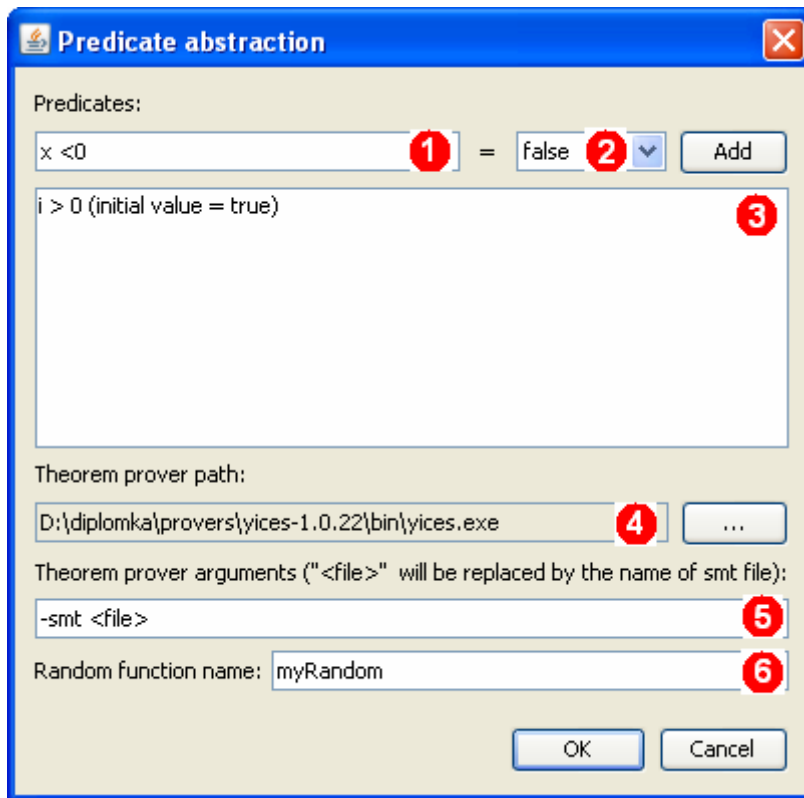 Predicate abstraction
Predicates:
x <0 1 = false 2 Add
i > 0 (initial value = true) 3
Theorem prover path:
D:\diplomka\provers\yices-1.0.22\bin\yices.exe 4 ...
Theorem prover arguments ("<file>" will be replaced by the name of smt file):
-smt <file> 5
Random function name: myRandom 6
OK Cancel